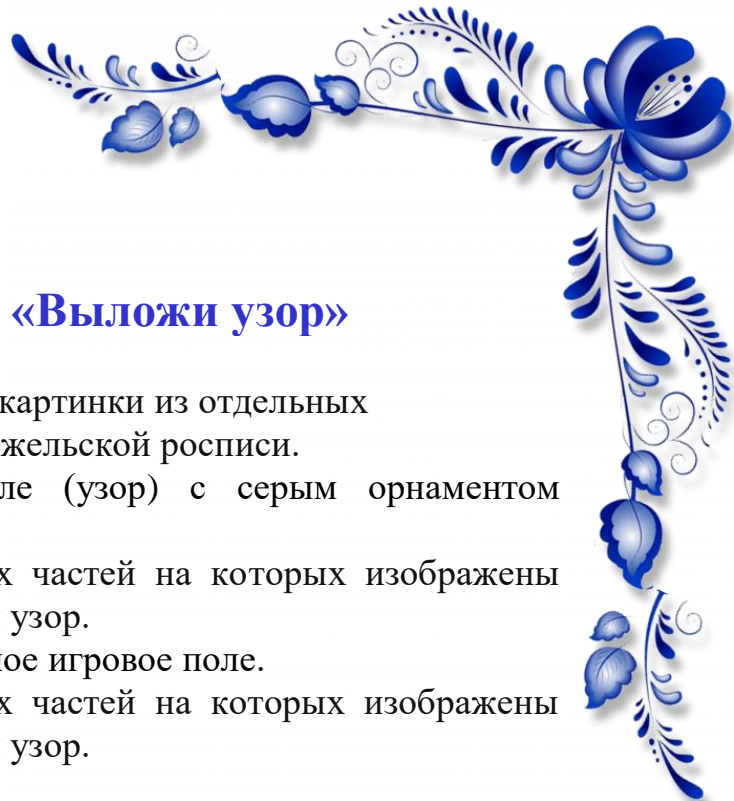 «Выложи узор»
картинки из отдельных
жельской росписи.
ле (узор) с серым орнаментом
х частей на которых изображены
узор.
ное игровое поле.
х частей на которых изображены
узор.